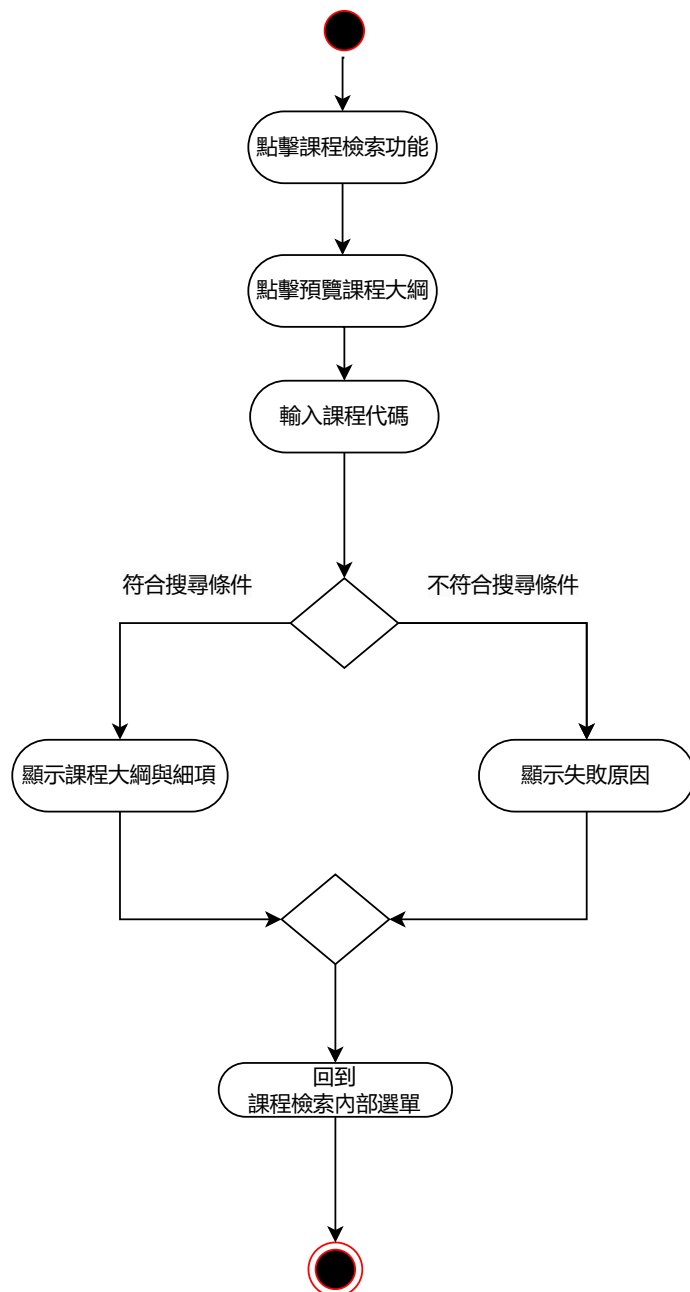 點擊課程檢索功能
點擊預覽課程大綱
輸入課程代碼
符合搜尋條件
不符合搜尋條件
顯示課程大綱與細項
顯示失敗原因
回到
課程檢索內部選單